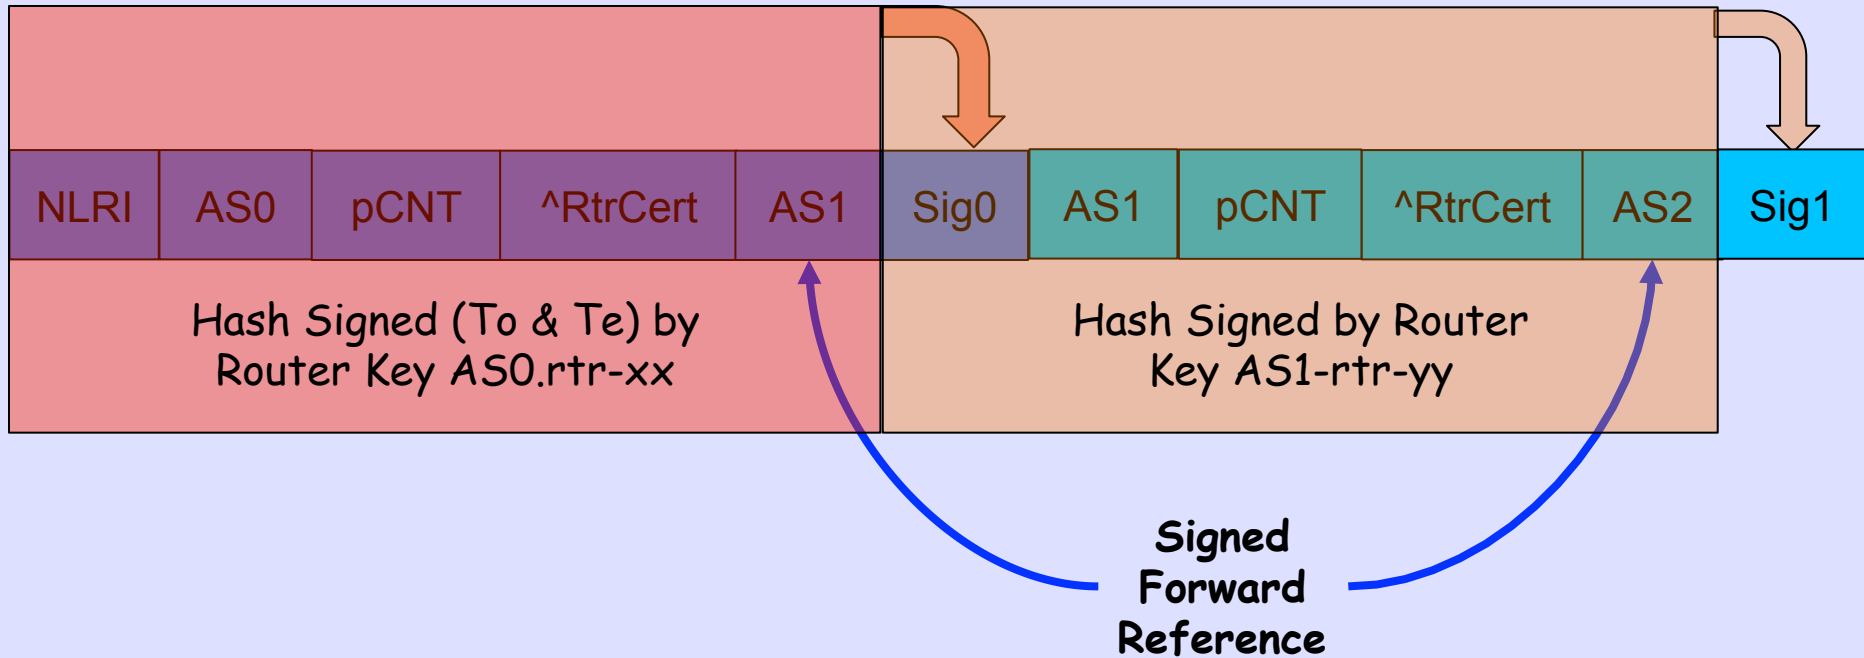 NLRI AS0 pCNT ^RtrCert AS1 Sig0 AS1 pCNT ^RtrCert AS2 Sig1
Hash Signed (To & Te) by
Router Key AS0.rtr-xx
Hash Signed by Router
Key AS1-rtr-yy
Signed
Forward
Reference